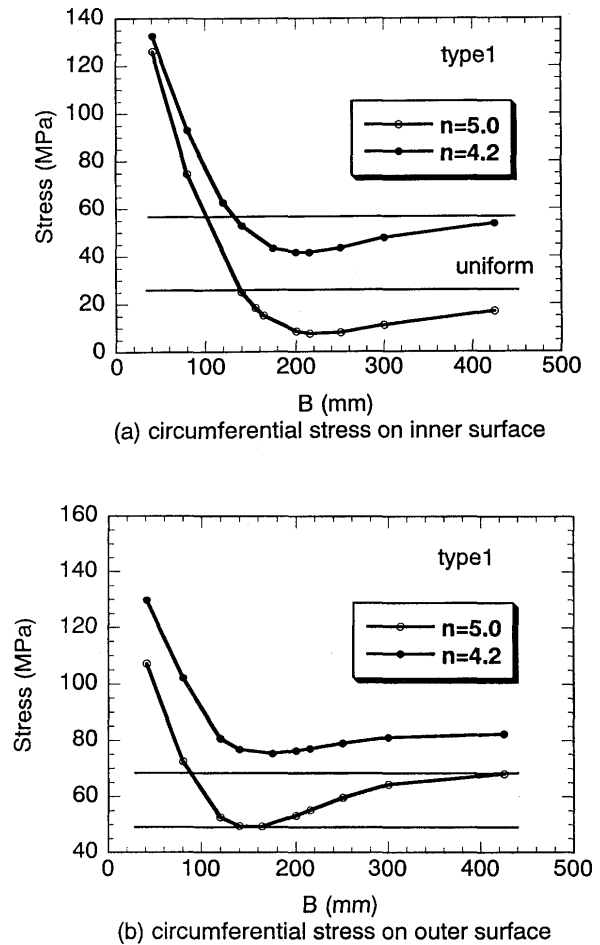 140
120
100
80
60
40
20
0
Stress (MPa)
type1
n=5.0
n=4.2
uniform
0 100 200 300 400 500
B (mm)
(a) circumferential stress on inner surface
160
140
120
100
80
60
40
Stress (MPa)
type1
n=5.0
n=4.2
0 100 200 300 400 500
B (mm)
(b) circumferential stress on outer surface